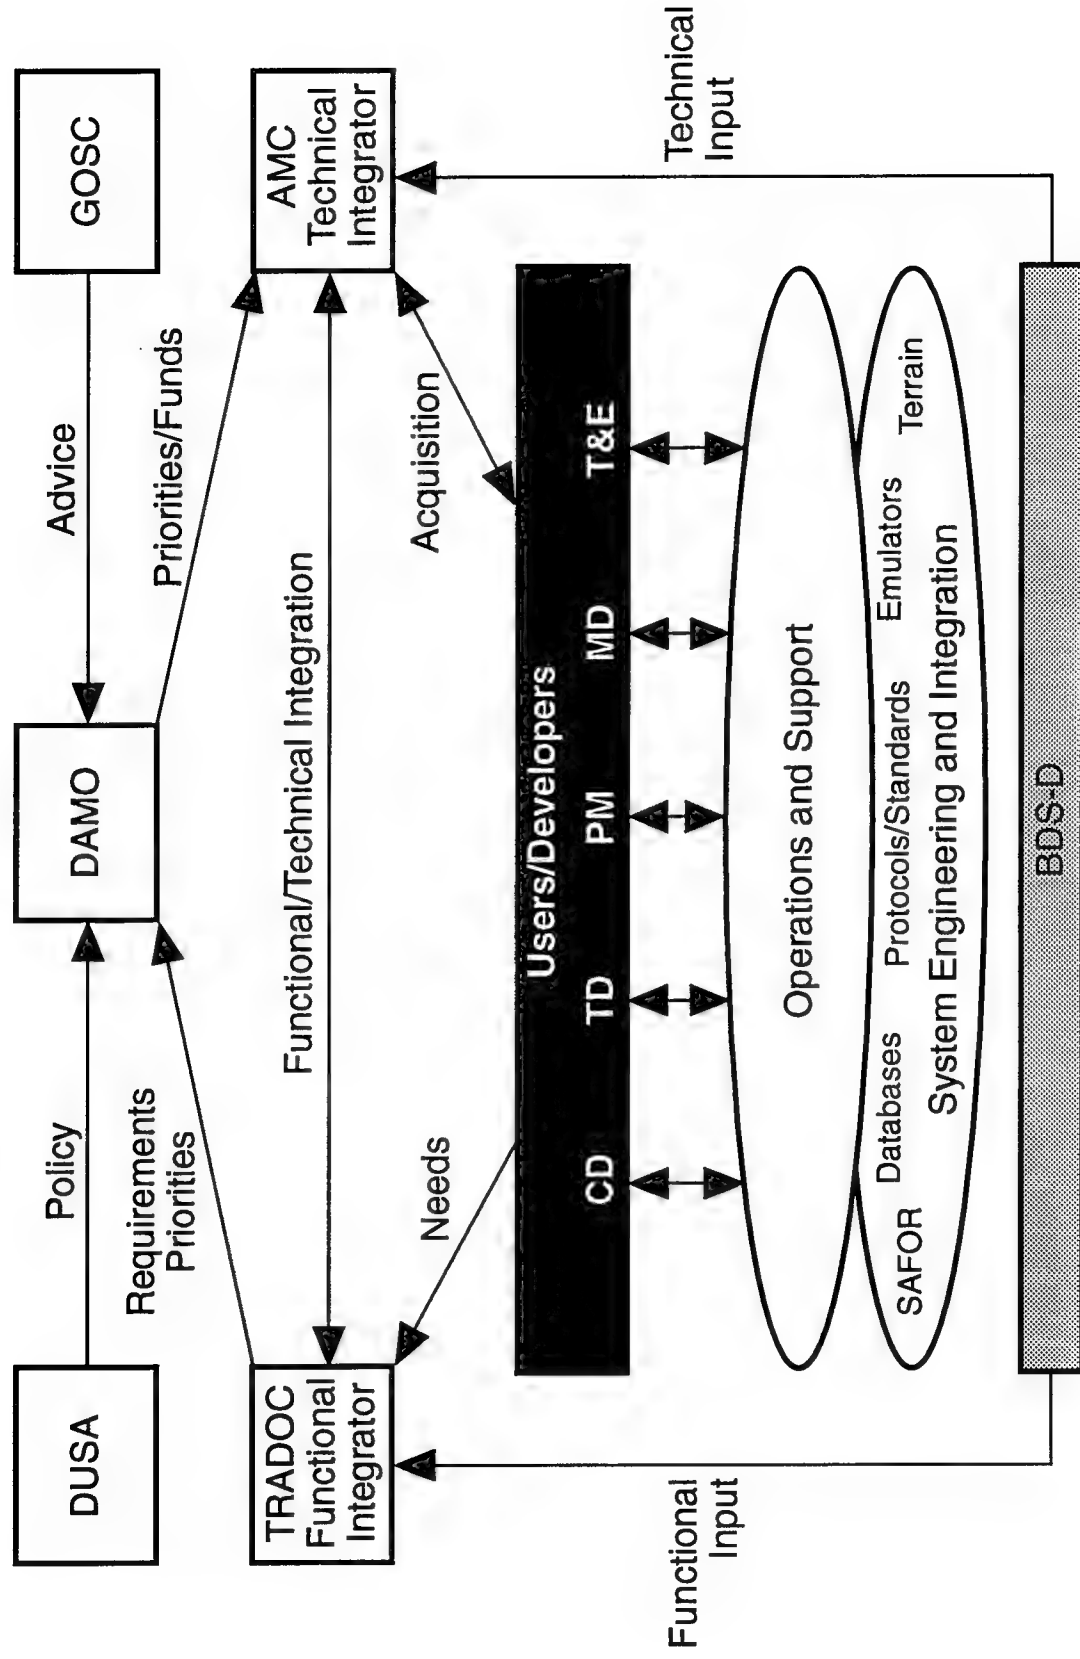 DUSA
Policy
DAMO
Advice
GOSC
Requirements
Priorities
Priorities/Funds
TRADOC
Functional
Integrator
Functional/Technical Integration
AMC
Technical
Integrator
Needs
Acquisition
Users/Developers
CD
TD
PM
MD
T&E
Functional
Input
Technical
Input
Operations and Support
SAFOR
Databases
Protocols/Standards
Emulators
Terrain
System Engineering and Integration
BDS-D